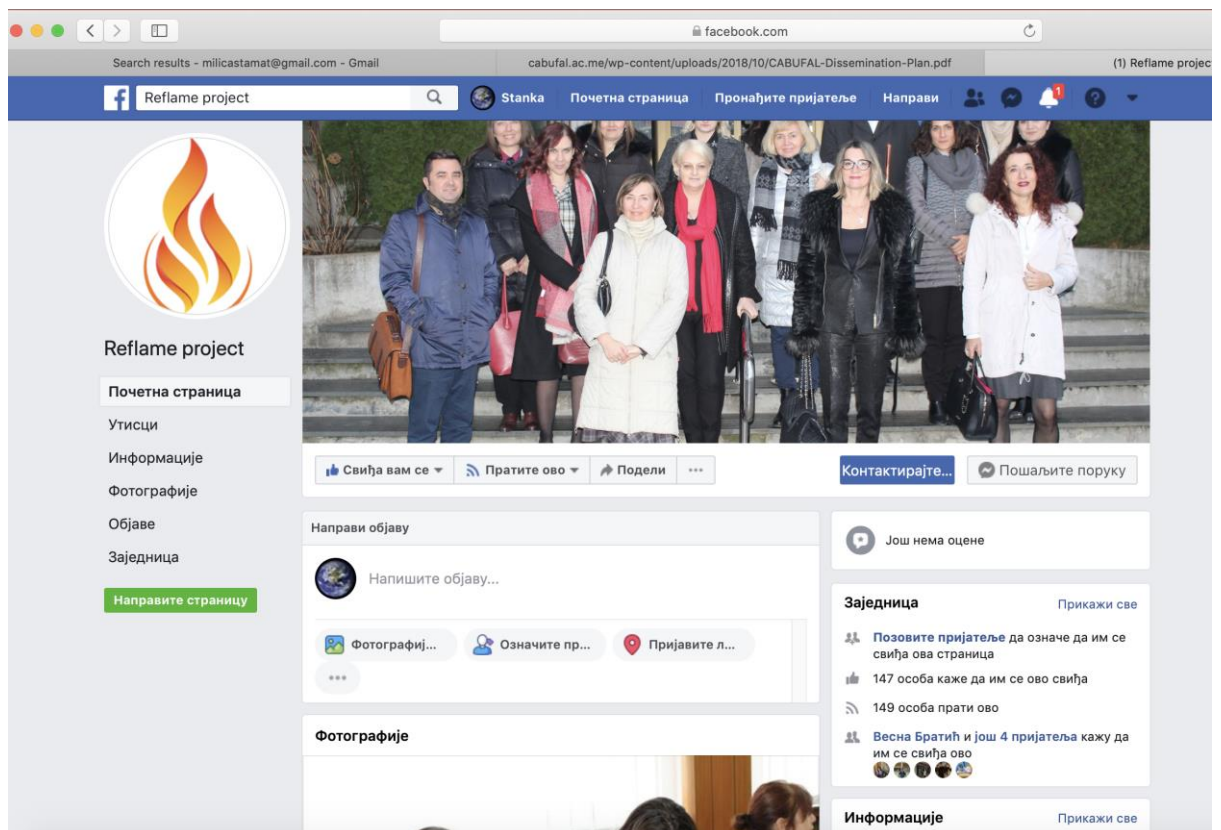 facebook.com
Search results - milicastamat@gmail.com - Gmail
cabufal.ac.me/wp-content/uploads/2018/10/CABUFAL-Dissemination-Plan.pdf
(1) Reflame project
f
Reflame project
Stanka
Почетна страница
Пронађите пријатеље
Направи
1
Reflame project
Почетна страница
Утисци
Информације
Фотографије
Објаве
Заједница
Направите страницу
Свиђа вам се
Пратите ово
Подели
Контактирајте...
Пошаљите поруку
Направи објаву
Напишите објаву...
Фотографиј...
Означите пр...
Пријавите л...
Фотографије
Још нема оцене
Заједница
Прикажи све
Позовите пријатеље да означе да им се
свиђа ова страница
147 особа каже да им се ово свиђа
149 особа прати ово
Весна Братић и још 4 пријатеља кажу да
им се свиђа ово
Информације
Прикажи све